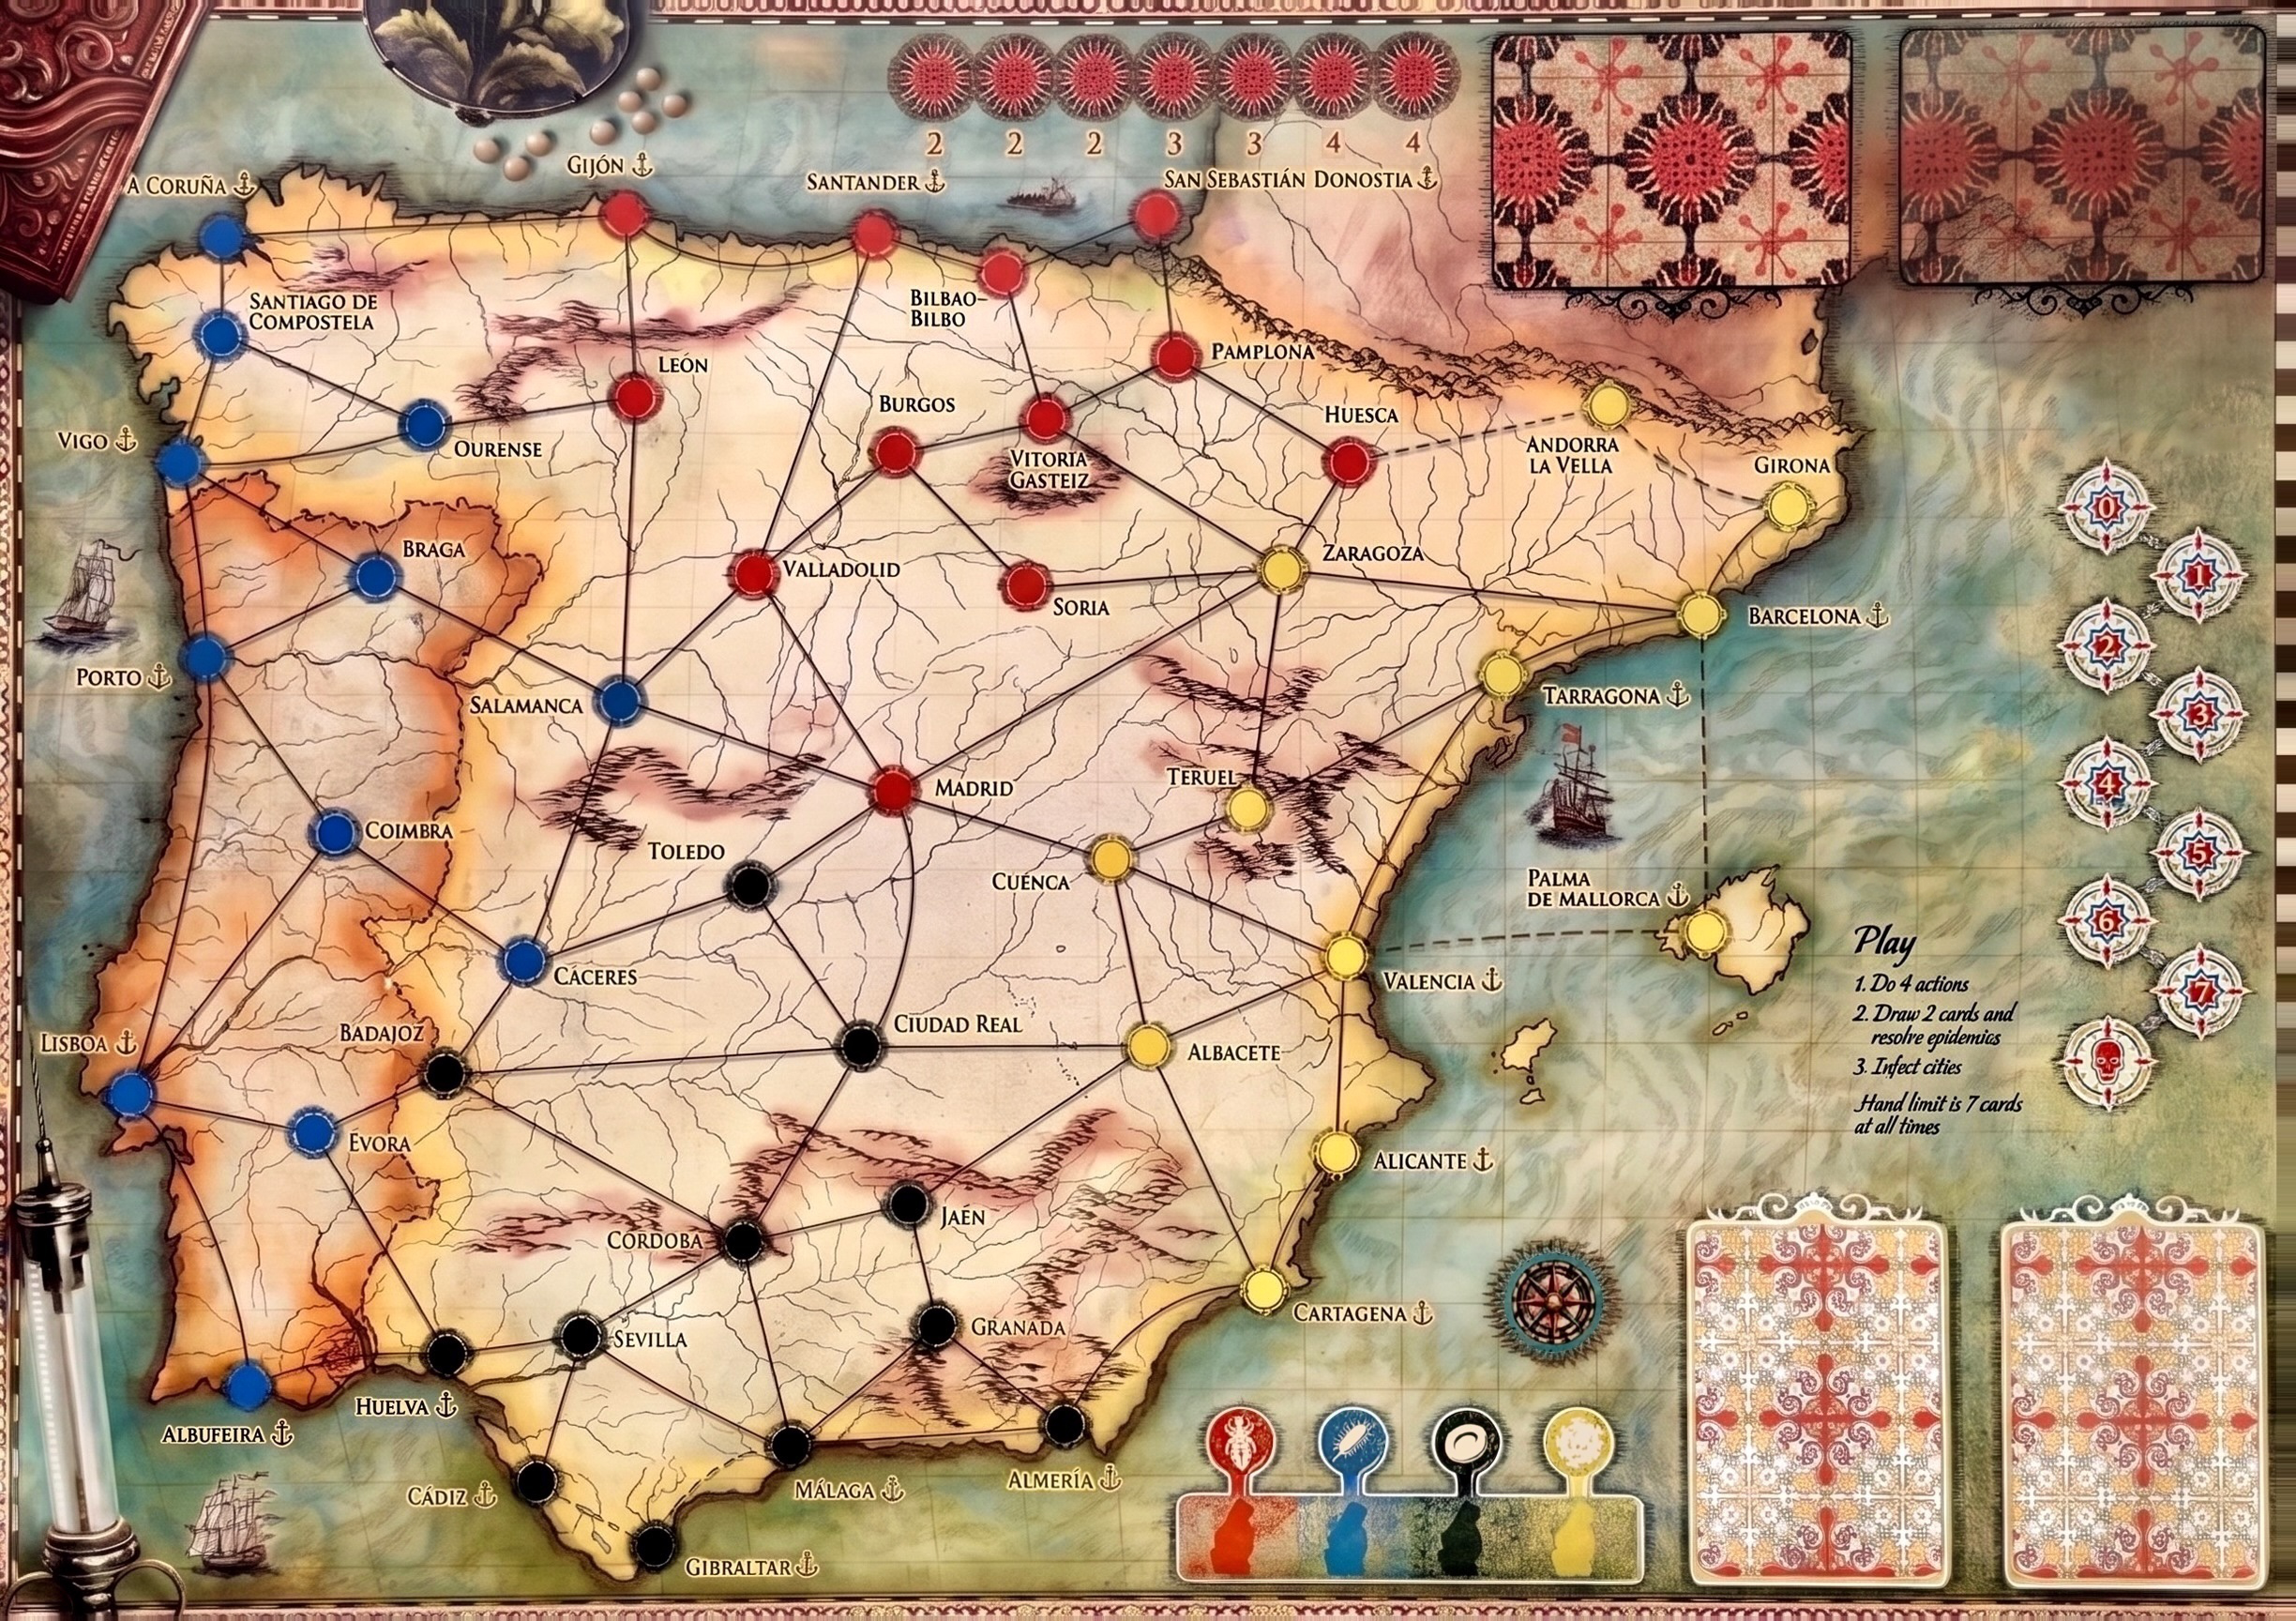 2 2 2 3 3 4 4
GIJÓN
A CORUÑA
SANTANDER
SAN SEBASTIÁN DONOSTIA
SANTIAGO DE
COMPOSTELA
BILBAO–
BILBO
PAMPLONA
LEÓN
BURGOS
HUESCA
VIGO
OURENSE
VITORIA
GASTEIZ
ANDORRA
LA VELLA
GIRONA
0
BRAGA
VALLADOLID
ZARAGOZA
1
SORIA
BARCELONA
2
PORTO
SALAMANCA
TARRAGONA
3
MADRID
TERUEL
4
COIMBRA
TOLEDO
CUENCA
5
PALMA
DE MALLORCA
6
CÁCERES
VALENCIA
Play
1. Do 4 actions
2. Draw 2 cards and
resolve epidemics
3. Infect cities
Hand limit is 7 cards
at all times
7
LISBOA
BADAJOZ
CIUDAD REAL
ALBACETE
ÉVORA
ALICANTE
CÓRDOBA
JAÉN
SEVILLA
GRANADA
CARTAGENA
HUELVA
ALBUFEIRA
CÁDIZ
MÁLAGA
ALMERÍA
GIBRALTAR